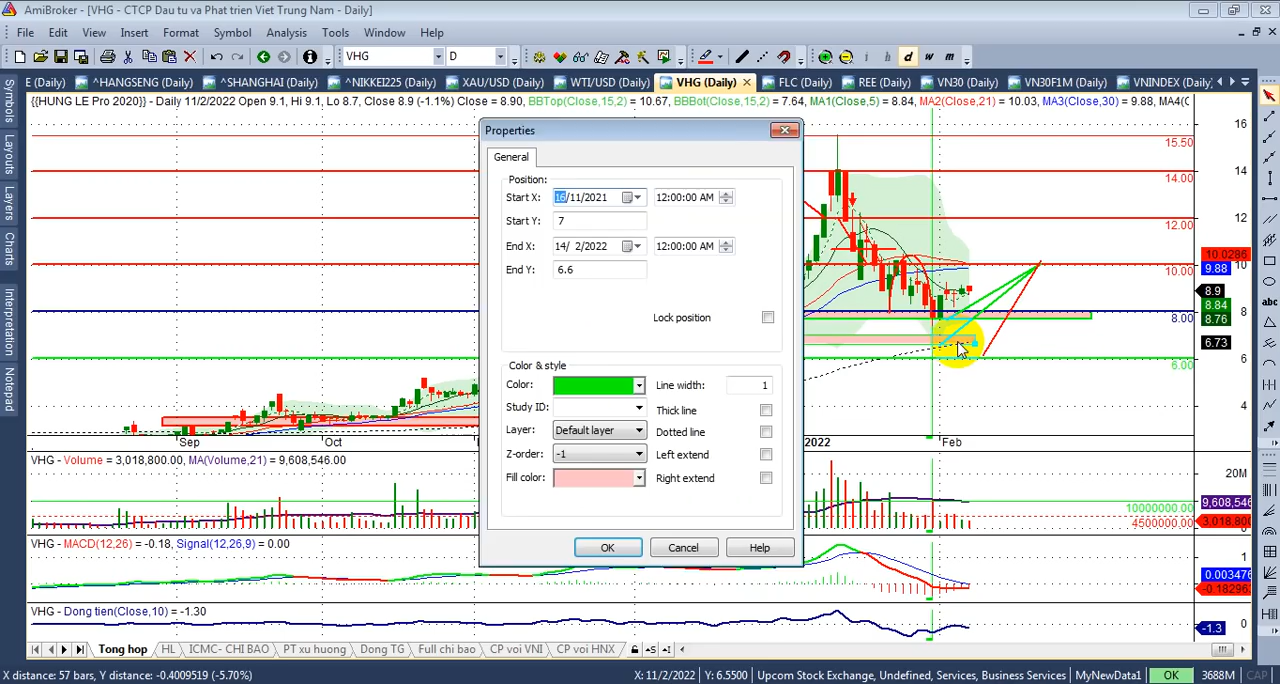 AmiBroker - [VHG - CTCP Dau tu va Phat trien Viet Trung Nam - Daily]
File Edit View Insert Format Symbol Analysis Tools Window Help
VHG D i d w m
E (Daily) ^HANGSENG (Daily) ^SHANGHAI (Daily) ^NIKKEI225 (Daily) XAU/USD (Daily) WTI/USD (Daily) VHG (Daily) FLC (Daily) REE (Daily) VN30 (Daily) VN30F1M (Daily) VNINDEX (Daily)
Symbols
Layouts
Layers
Charts
Interpretation
Notepad
{{HUNG LE Pro 2020}} - Daily 11/2/2022 Open 9.1, Hi 9.1, Lo 8.7, Close 8.9 (-1.1%) Close = 8.90, BBTop(Close,15,2) = 10.67, BBBot(Close,15,2) = 7.64, MA1(Close,5) = 8.84, MA2(Close,21) = 10.03, MA3(Close,30) = 9.88, MA4(C
Properties
General
Position:
Start X: 16/11/2021 12:00:00 AM
Start Y: 7
End X: 14/ 2/2022 12:00:00 AM
End Y: 6.6
Lock position
Color & style
Color: Line width: 1
Study ID: Thick line
Layer: Default layer Dotted line
Z-order: -1 Left extend
Fill color: Right extend
OK Cancel Help
16
15.50
14
14.00
12
12.00
10.0286
10
9.88
10.00
8.9
8.84
8
8.76
8.00
6.73
6
6.00
4
abc
Sep Oct 2022 Feb
VHG - Volume = 3,018,800.00, MA(Volume,21) = 9,608,546.00
20M
9,608,546
10000000.00
3,018,800
4500000.00
VHG - MACD(12,26) = -0.18, Signal(12,26,9) = 0.00
1
0.003476
-0.18296
VHG - Dong tien(Close,10) = -1.30
0
-1.3
Tong hop HL ICMC- CHI BAO PT xu huong Dong TG Full chi bao CP voi VNI CP voi HNX
X distance: 57 bars, Y distance: -0.4009519 (-5.70%) X: 11/2/2022 Y: 6.5500 Upcom Stock Exchange, Undefined, Services, Business Services MyNewData1 OK 3688M CAP